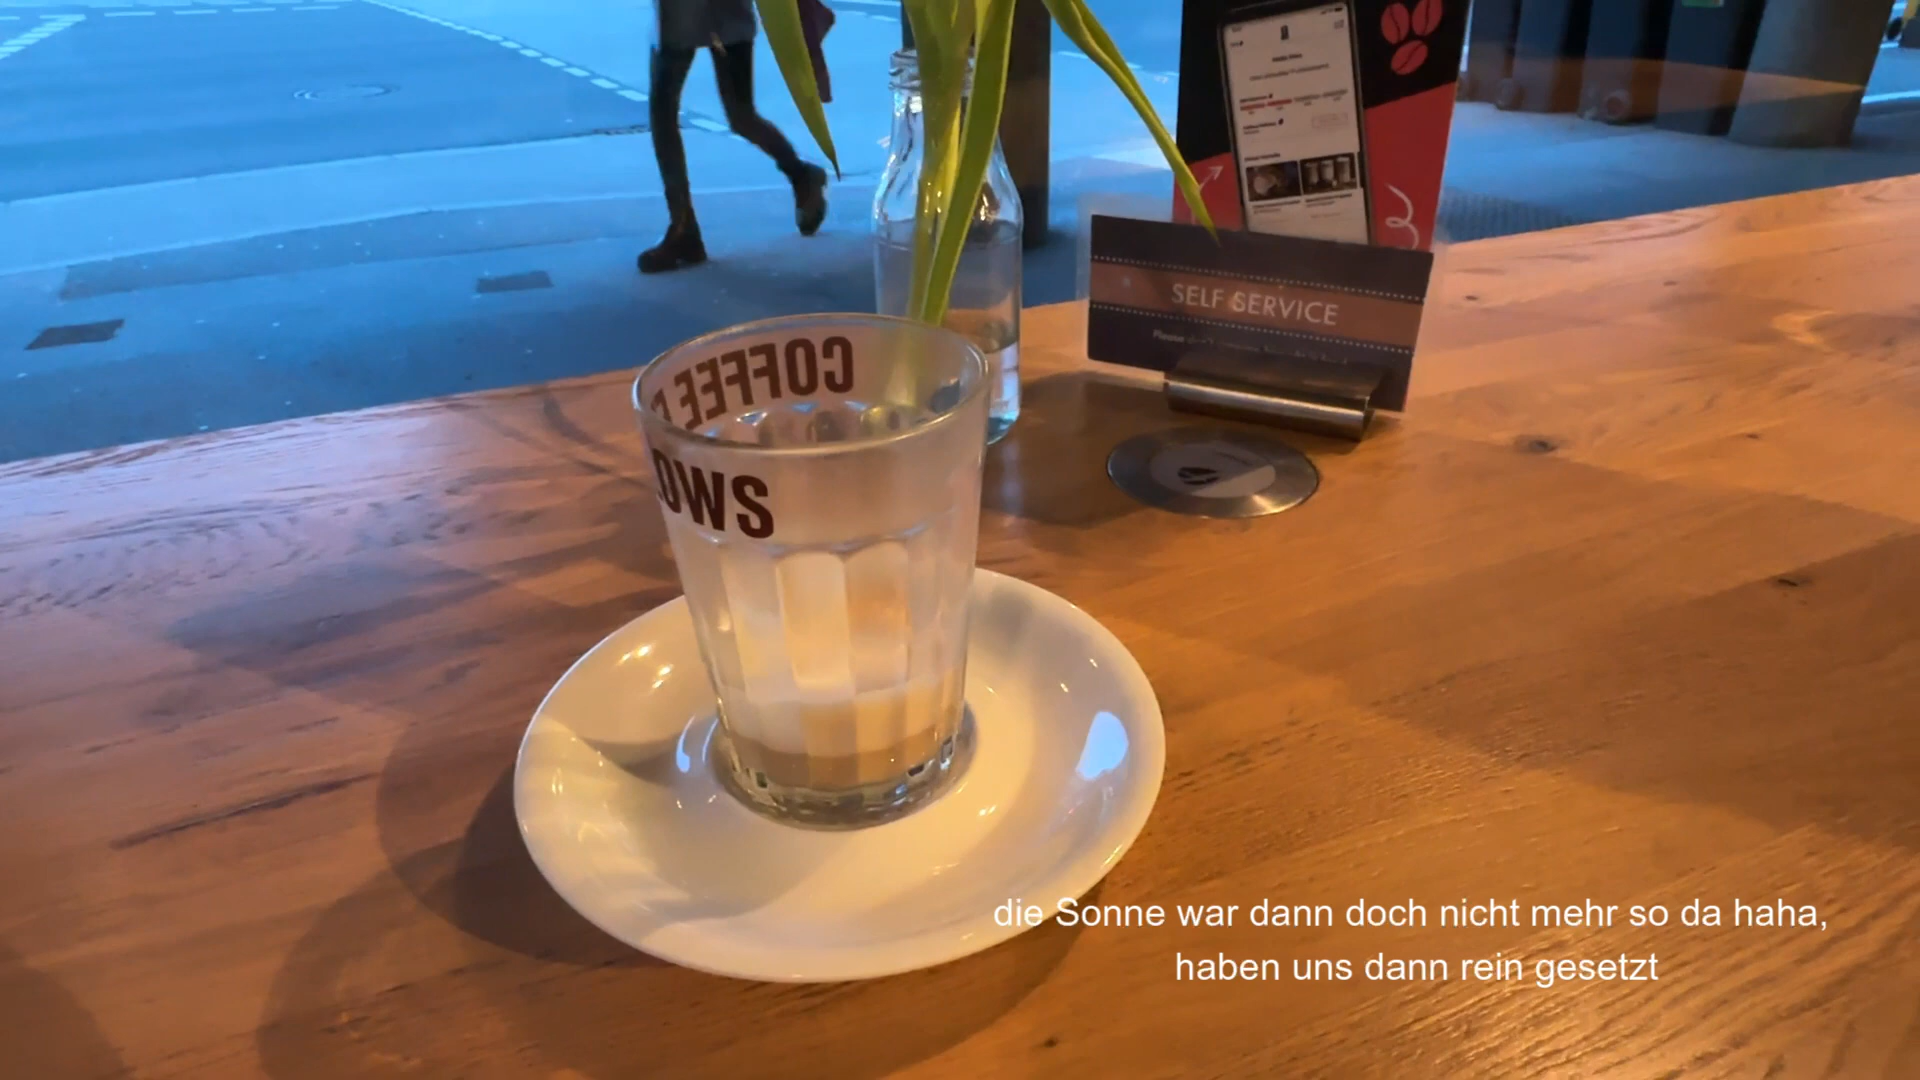 SELF SERVICE
Please
COFFEE
OWS
die Sonne war dann doch nicht mehr so da haha,
haben uns dann rein gesetzt